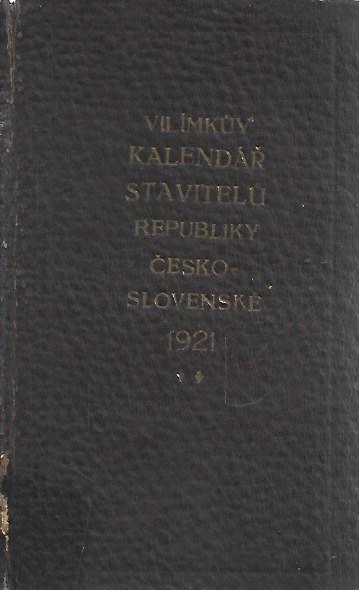 VILÍMKŮV
KALENDÁŘ
STAVITELŮ
REPUBLIKY
ČESKO-
SLOVENSKÉ
1921